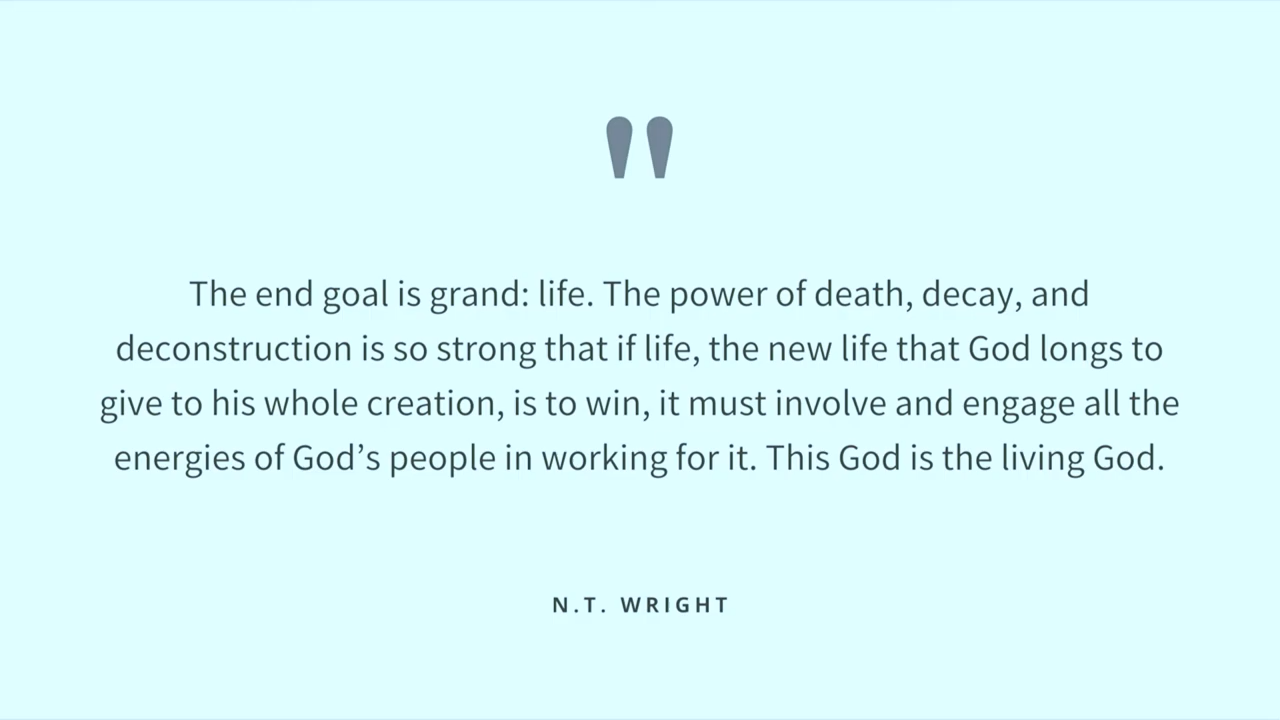 "
The end goal is grand: life. The power of death, decay, and
deconstruction is so strong that if life, the new life that God longs to
give to his whole creation, is to win, it must involve and engage all the
energies of God’s people in working for it. This God is the living God.
N.T. WRIGHT